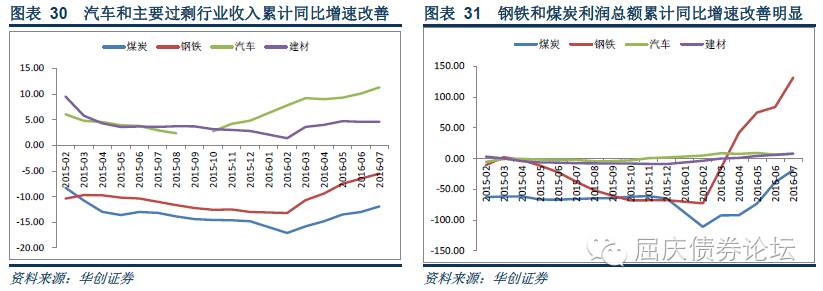 图表 30 汽车和主要过剩行业收入累计同比增速改善
煤炭 钢铁 汽车 建材
15.00
10.00
5.00
0.00
-5.00
-10.00
-15.00
-20.00
2015-02 2015-03 2015-04 2015-05 2015-06 2015-07 2015-08 2015-09 2015-10 2015-11 2015-12 2016-02 2016-03 2016-04 2016-05 2016-06 2016-07
资料来源：华创证券
图表 31 钢铁和煤炭利润总额累计同比增速改善明显
煤炭 钢铁 汽车 建材
150.00
100.00
50.00
0.00
-50.00
-100.00
-150.00
2015-02 2015-03 2015-04 2015-05 2015-06 2015-07 2015-08 2015-09 2015-10 2015-11 2015-12 2016-02 2016-03 2016-04 2016-05 2016-06 2016-07
资料来源：华创证券
屈庆债券论坛